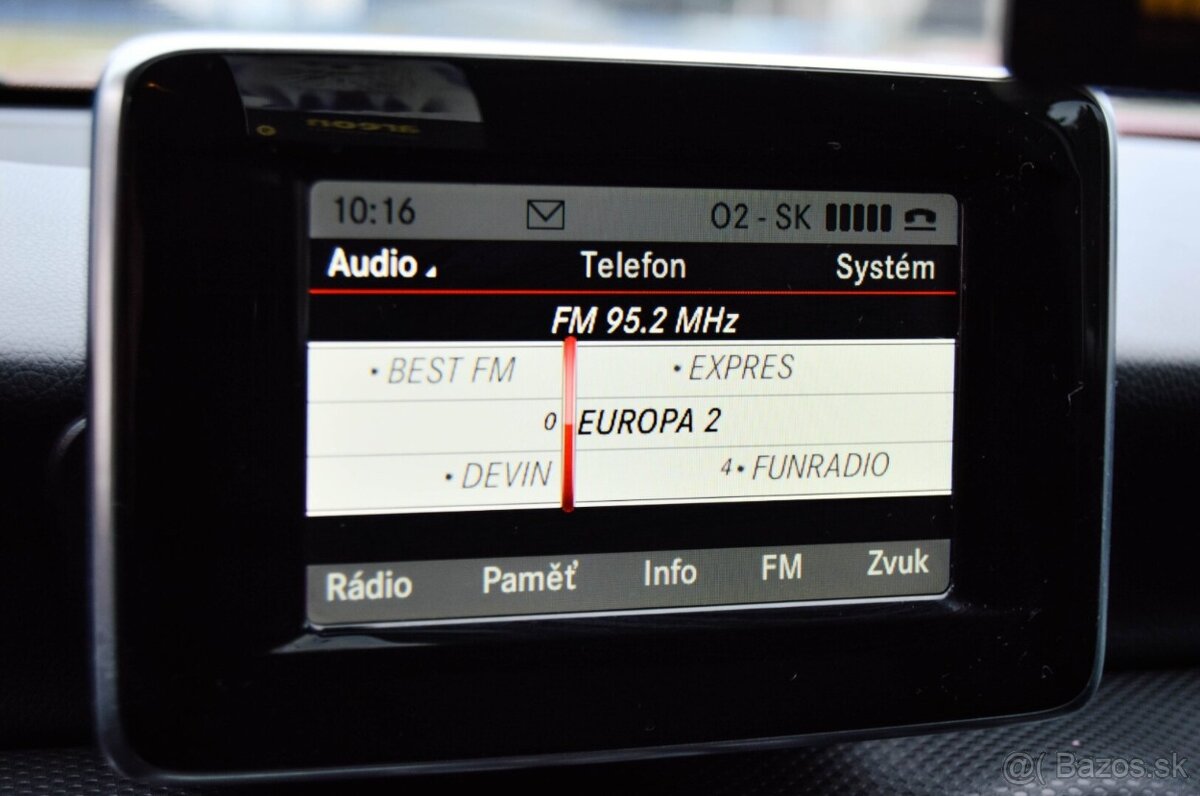 10:16 O2 - SK
Audio Telefon Systém
FM 95.2 MHz
• BEST FM • EXPRES
0 EUROPA 2
• DEVIN 4 • FUNRADIO
Rádio Paměť Info FM Zvuk
@( Bazos.sk